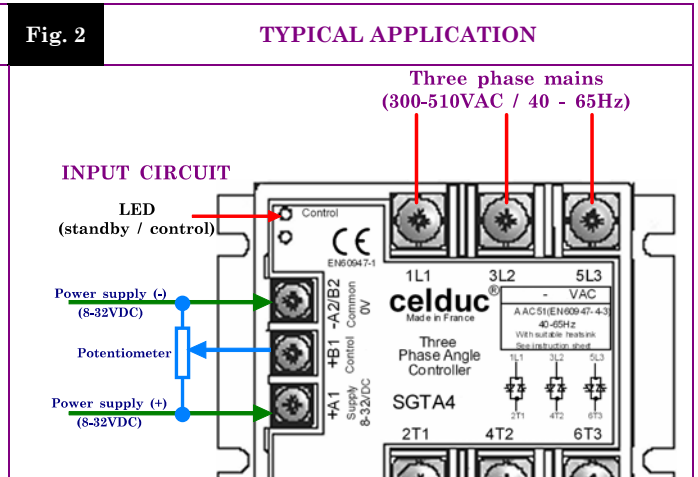 Fig. 2
TYPICAL APPLICATION
Three phase mains
(300-510VAC / 40 - 65Hz)
INPUT CIRCUIT
LED
(standby / control)
Control
CE
EN60947-1
1L1 3L2 5L3
Power supply (-)
(8-32VDC)
-A2/B2
Common
0V
celduc®
Made in France
- VAC
AAC51(EN60947-4-3)
40-65Hz
With suitable heatsink
See instruction sheet
Potentiometer
+B1
Control
Three
Phase Angle
Controller
1L1 3L2 5L3
Power supply (+)
(8-32VDC)
+A1
Supply
8-32VDC
SGTA4
2T1 4T2 6T3
2T1 4T2 6T3